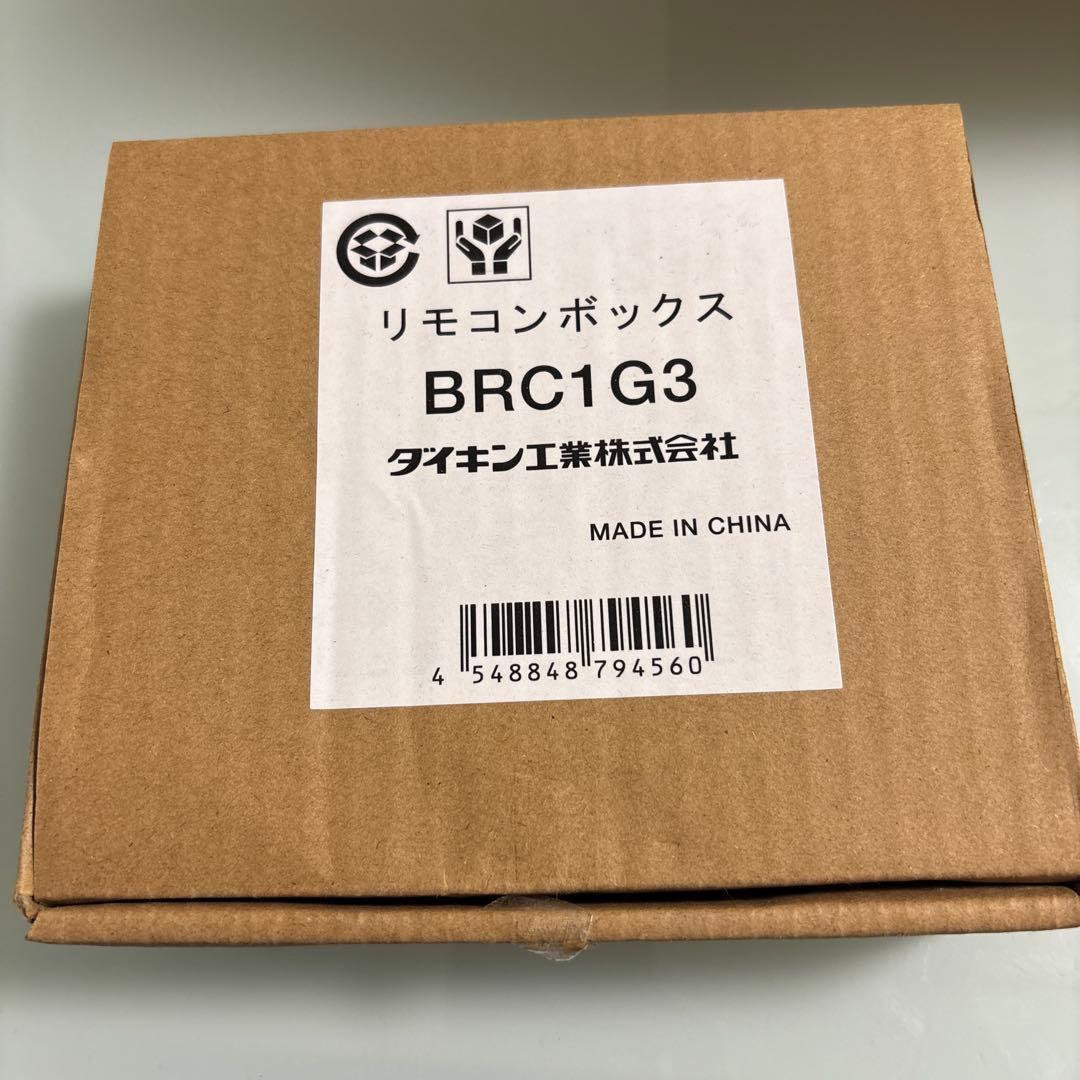 リモコンボックス
BRC1G3
ダイキン工業株式会社
MADE IN CHINA
4 548848 794560